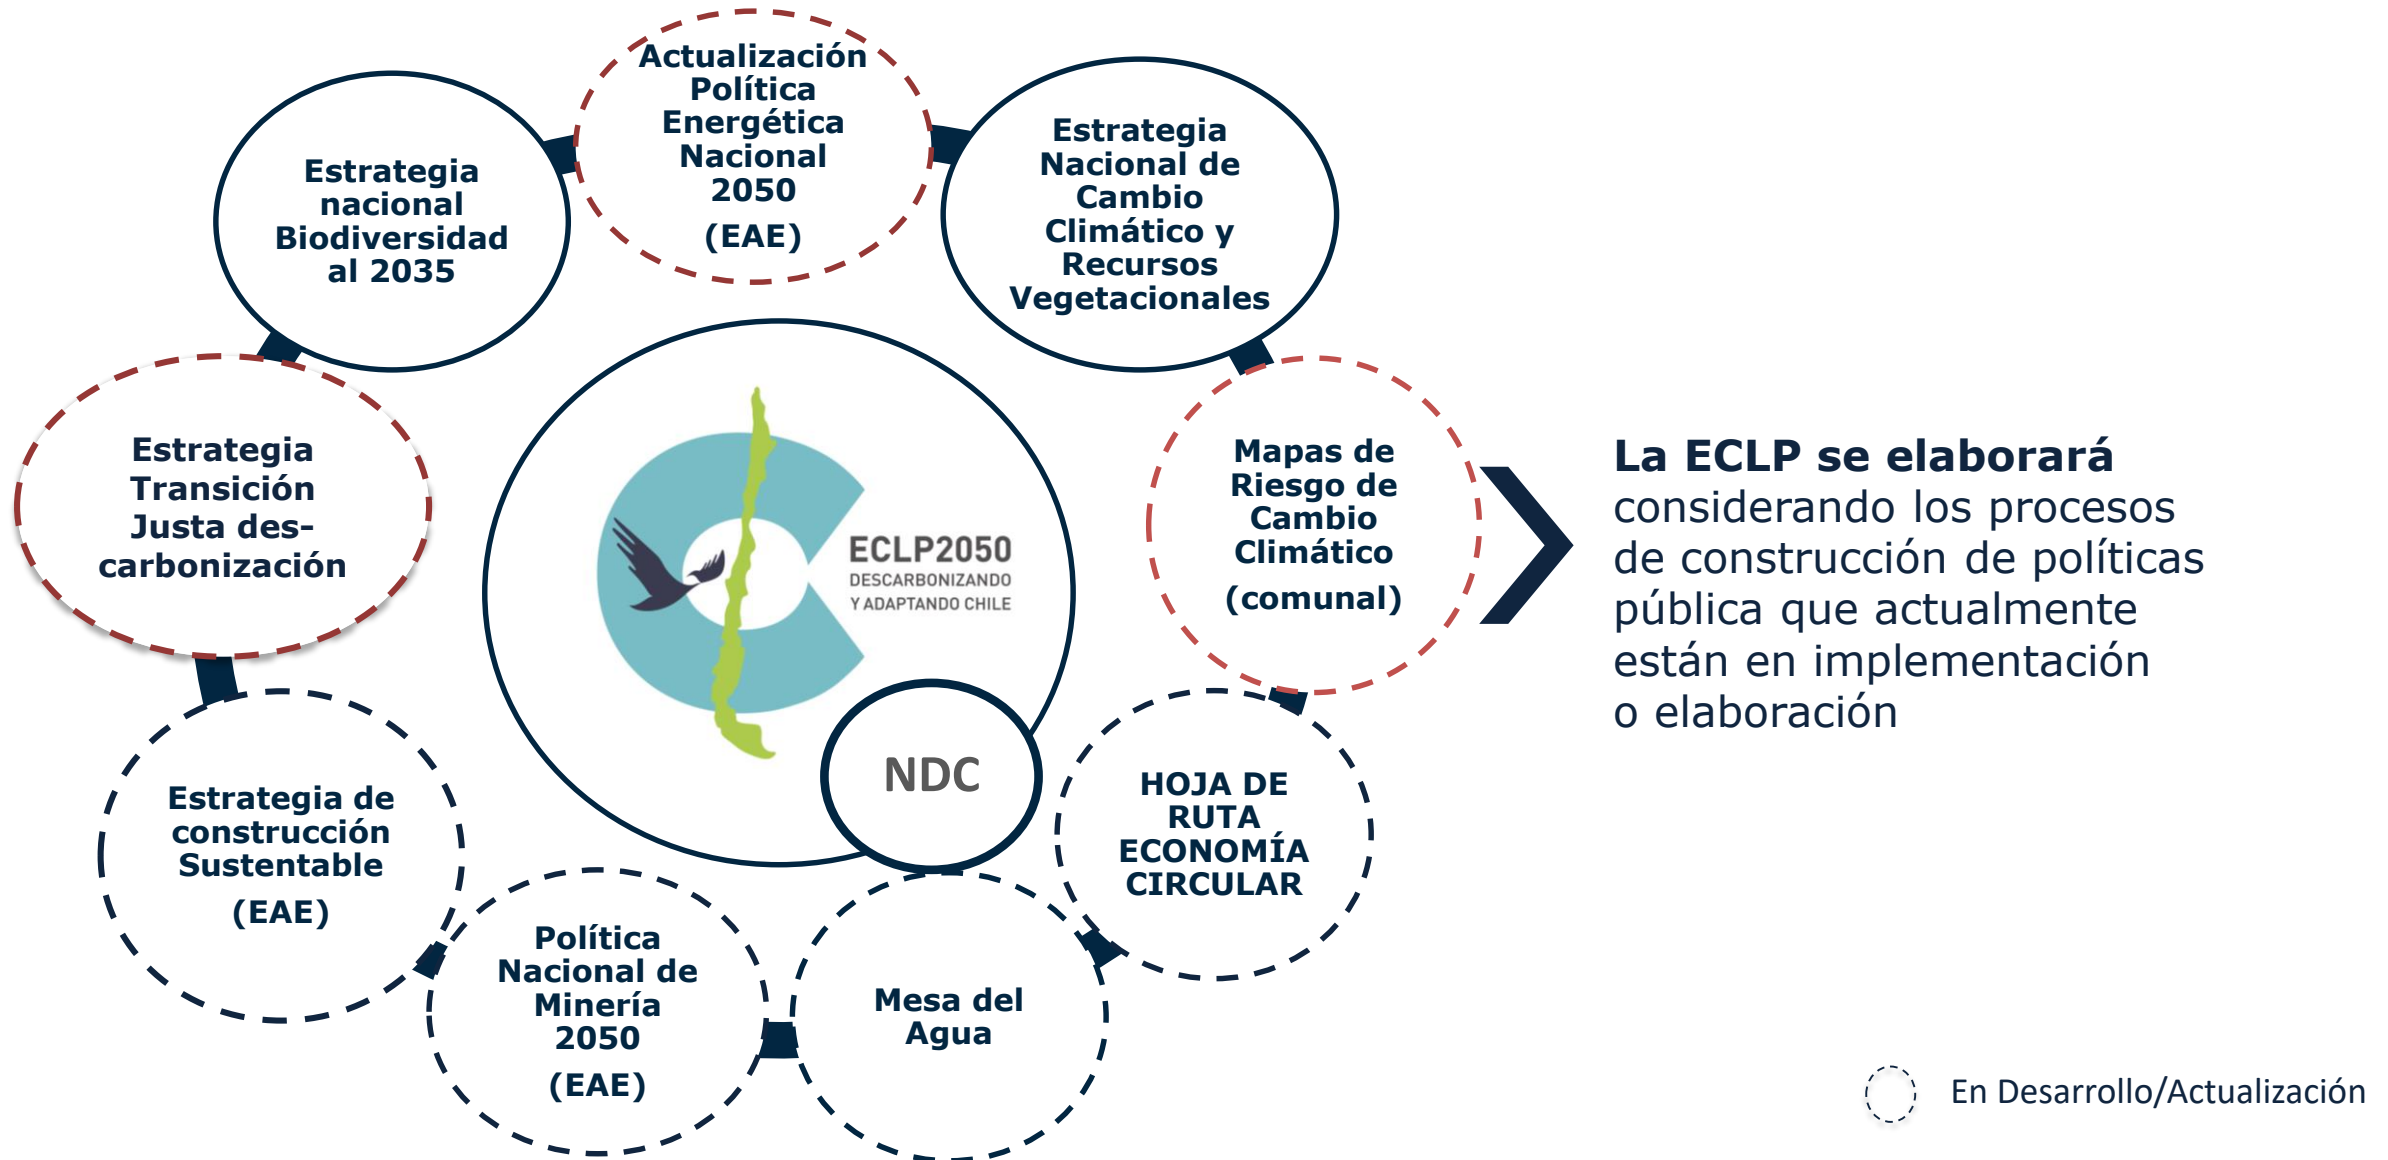 Actualización
Política
Energética
Nacional
2050
(EAE)
Estrategia
nacional
Biodiversidad
al 2035
Estrategia
Nacional de
Cambio
Climático y
Recursos
Vegetacionales
Estrategia
Transición
Justa des-
carbonización
ECLP2050
DESCARBONIZANDO
Y ADAPTANDO CHILE
NDC
Mapas de
Riesgo de
Cambio
Climático
(comunal)
La ECLP se elaborará
considerando los procesos
de construcción de políticas
pública que actualmente
están en implementación
o elaboración
Estrategia de
construcción
Sustentable
(EAE)
Política
Nacional de
Minería
2050
(EAE)
Mesa del
Agua
HOJA DE
RUTA
ECONOMÍA
CIRCULAR
En Desarrollo/Actualización